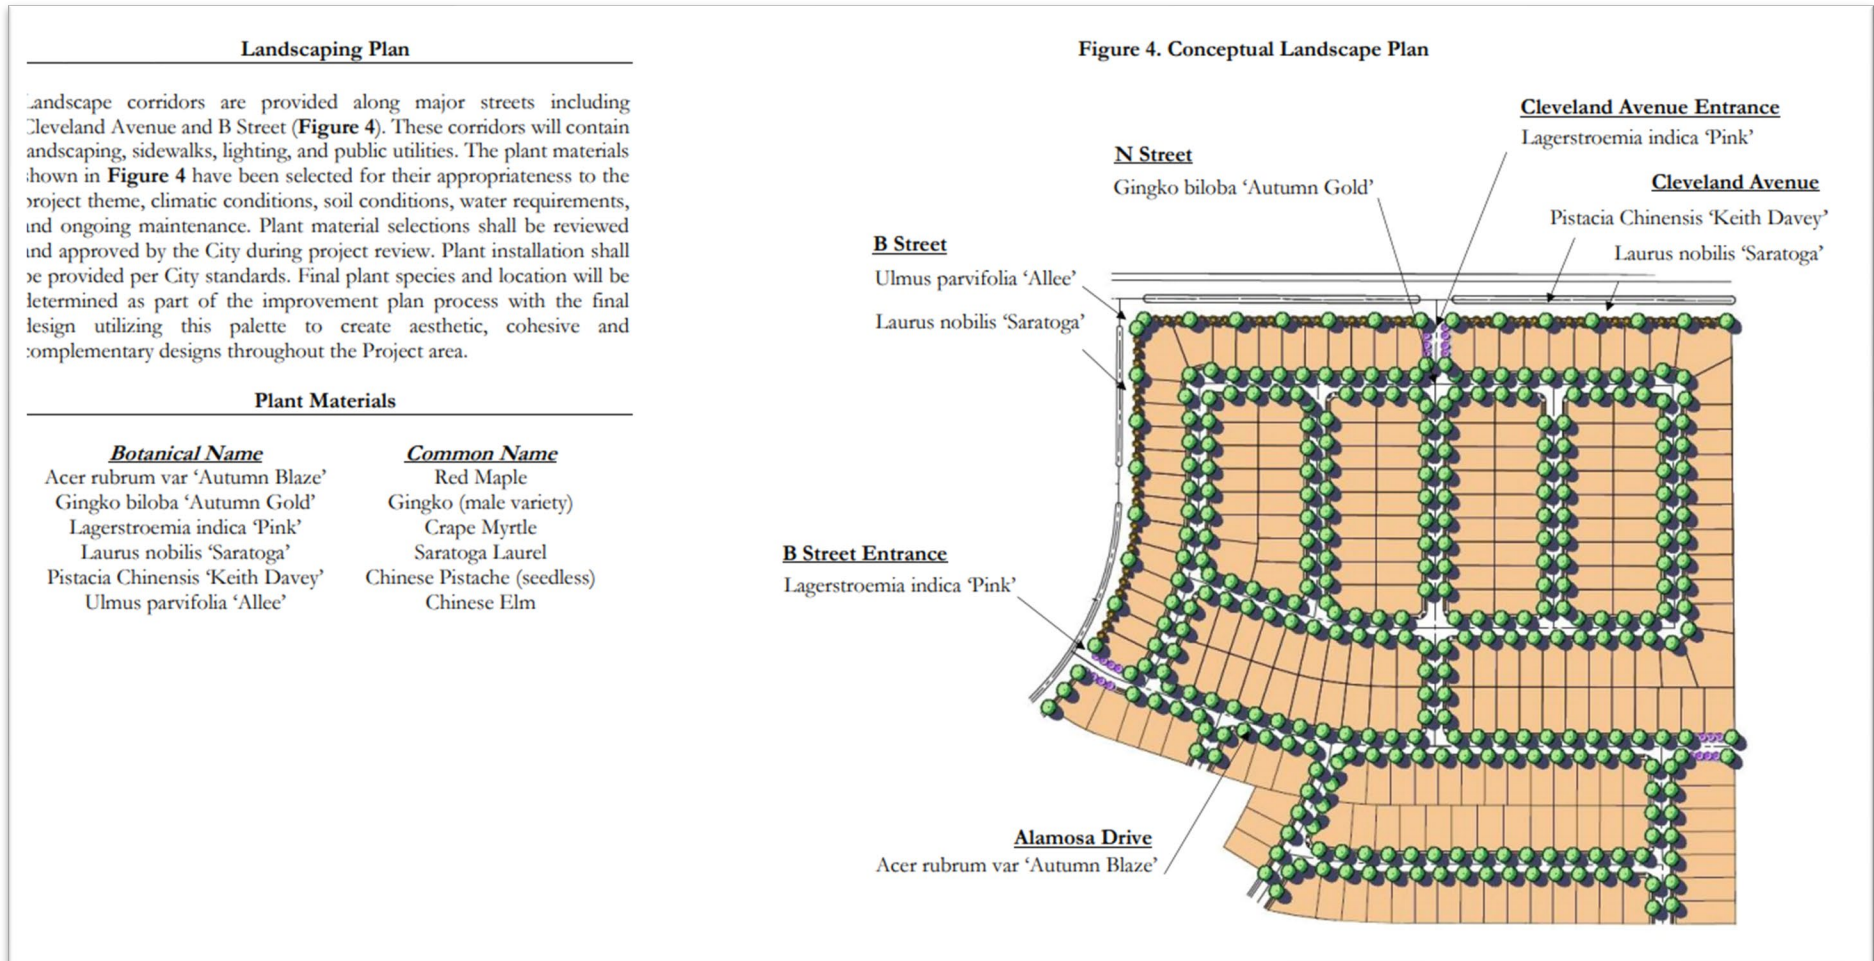 Landscaping Plan
andscape corridors are provided along major streets including
Cleveland Avenue and B Street (Figure 4). These corridors will contain
andscaping, sidewalks, lighting, and public utilities. The plant materials
hown in Figure 4 have been selected for their appropriateness to the
project theme, climatic conditions, soil conditions, water requirements,
and ongoing maintenance. Plant material selections shall be reviewed
and approved by the City during project review. Plant installation shall
be provided per City standards. Final plant species and location will be
determined as part of the improvement plan process with the final
design utilizing this palette to create aesthetic, cohesive and
complementary designs throughout the Project area.
Plant Materials
Botanical Name Common Name
Acer rubrum var ‘Autumn Blaze’ Red Maple
Gingko biloba ‘Autumn Gold’ Gingko (male variety)
Lagerstroemia indica ‘Pink’ Crape Myrtle
Laurus nobilis ‘Saratoga’ Saratoga Laurel
Pistacia Chinensis ‘Keith Davey’ Chinese Pistache (seedless)
Ulmus parvifolia ‘Allee’ Chinese Elm
Figure 4. Conceptual Landscape Plan
Cleveland Avenue Entrance
Lagerstroemia indica ‘Pink’
N Street
Gingko biloba ‘Autumn Gold’
Cleveland Avenue
Pistacia Chinensis ‘Keith Davey’
Laurus nobilis ‘Saratoga’
B Street
Ulmus parvifolia ‘Allee’
Laurus nobilis ‘Saratoga’
B Street Entrance
Lagerstroemia indica ‘Pink’
Alamosa Drive
Acer rubrum var ‘Autumn Blaze’